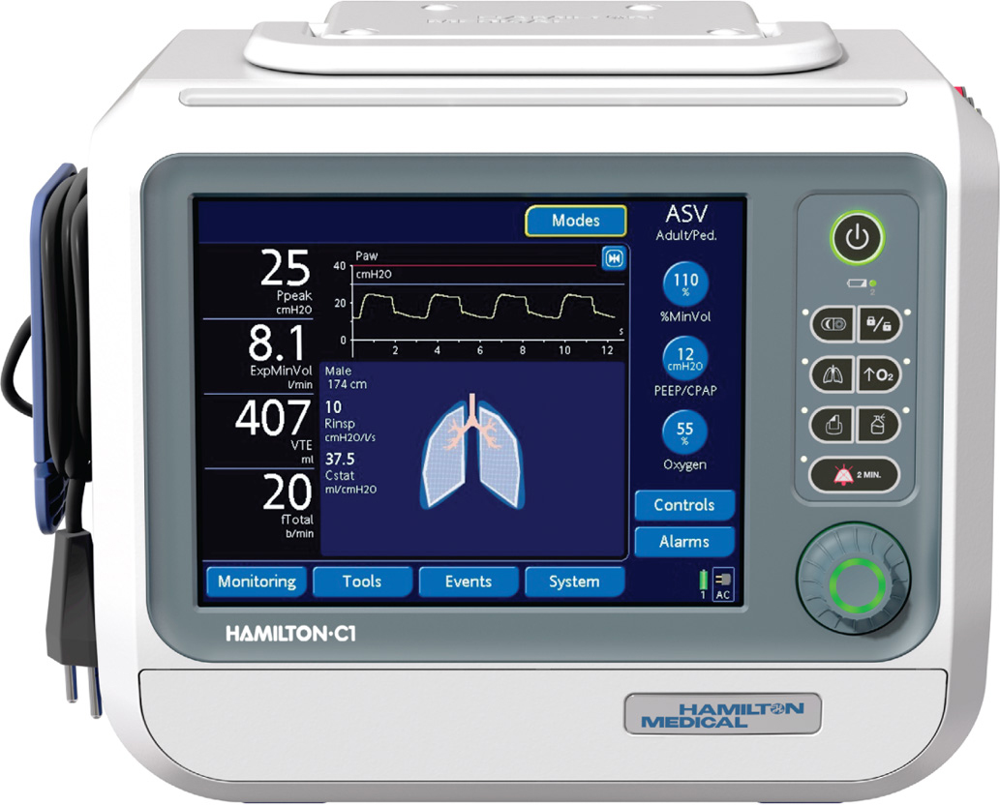 HAMILTON
MEDICAL
Modes
ASV
Adult/Ped.
25
Ppeak
cmH2O
8.1
ExpMinVol
l/min
407
VTE
ml
20
fTotal
b/min
Paw
cmH2O
40
20
0
2 4 6 8 10 12
s
Male
174 cm
10
Rinsp
cmH2O/l/s
37.5
Cstat
ml/cmH2O
110
%
%MinVol
12
cmH2O
PEEP/CPAP
55
%
Oxygen
Controls
Alarms
Monitoring Tools Events System
1 AC
2
O2
2 MIN.
HAMILTON·C1
HAMILTON
MEDICAL